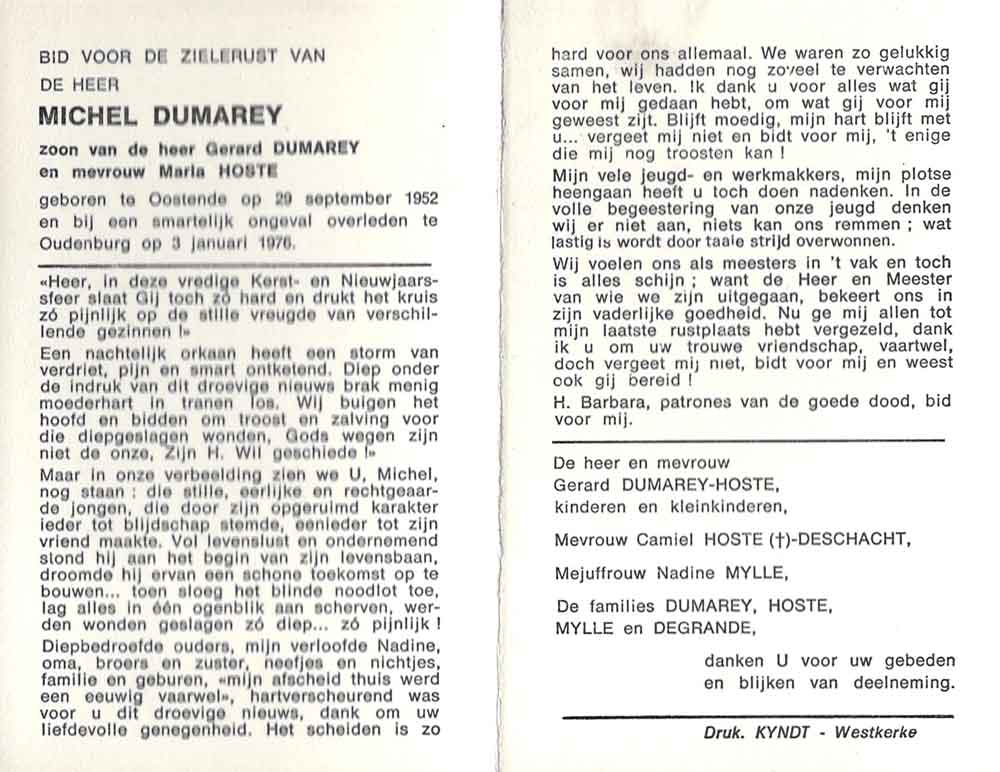 BID VOOR DE ZIELERUST VAN
DE HEER
MICHEL DUMAREY
zoon van de heer Gerard DUMAREY
en mevrouw Maria HOSTE
geboren te Oostende op 29 september 1952
en bij een smartelijk ongeval overleden te
Oudenburg op 3 januari 1976.
«Heer, in deze vredige Kerst- en Nieuwjaars-
sfeer slaat Gij toch zó hard en drukt het kruis
zó pijnlijk op de stille vreugde van verschil-
lende gezinnen !»
Een nachtelijk orkaan heeft een storm van
verdriet, pijn en smart ontketend. Diep onder
de indruk van dit droevige nieuws brak menig
moederhart in tranen los. Wij buigen het
hoofd en bidden om troost en zalving voor
die diepgeslagen wonden, Gods wegen zijn
niet de onze, Zijn H. Wil geschiede !»
Maar in onze verbeelding zien we U, Michel,
nog staan : die stille, eerlijke en rechtgeaar-
de jongen, die door zijn opgeruimd karakter
ieder tot blijdschap stemde, eenieder tot zijn
vriend maakte. Vol levenslust en ondernemend
stond hij aan het begin van zijn levensbaan,
droomde hij ervan een schone toekomst op te
bouwen... toen sloeg het blinde noodlot toe,
lag alles in één ogenblik aan scherven, wer-
den wonden geslagen zó diep... zó pijnlijk !
Diepbedroefde ouders, mijn verloofde Nadine,
oma, broers en zuster, neefjes en nichtjes,
familie en geburen, «mijn afscheid thuis werd
een eeuwig vaarwel», hartverscheurend was
voor u dit droevige nieuws, dank om uw
liefdevolle genegenheid. Het scheiden is zo
hard voor ons allemaal. We waren zo gelukkig
samen, wij hadden nog zoveel te verwachten
van het leven. Ik dank u voor alles wat gij
voor mij gedaan hebt, om wat gij voor mij
geweest zijt. Blijft moedig, mijn hart blijft met
u... vergeet mij niet en bidt voor mij, 't enige
die mij nog troosten kan !
Mijn vele jeugd- en werkmakkers, mijn plotse
heengaan heeft u toch doen nadenken. In de
volle begeestering van onze jeugd denken
wij er niet aan, niets kan ons remmen ; wat
lastig is wordt door taaie strijd overwonnen.
Wij voelen ons als meesters in 't vak en toch
is alles schijn ; want de Heer en Meester
van wie we zijn uitgegaan, bekeert ons in
zijn vaderlijke goedheid. Nu ge mij allen tot
mijn laatste rustplaats hebt vergezeld, dank
ik u om uw trouwe vriendschap, vaartwel,
doch vergeet mij niet, bidt voor mij en weest
ook gij bereid !
H. Barbara, patrones van de goede dood, bid
voor mij.
De heer en mevrouw
Gerard DUMAREY-HOSTE,
kinderen en kleinkinderen,
Mevrouw Camiel HOSTE (†)-DESCHACHT,
Mejuffrouw Nadine MYLLE,
De families DUMAREY, HOSTE,
MYLLE en DEGRANDE,
danken U voor uw gebeden
en blijken van deelneming.
Druk. KYNDT - Westkerke